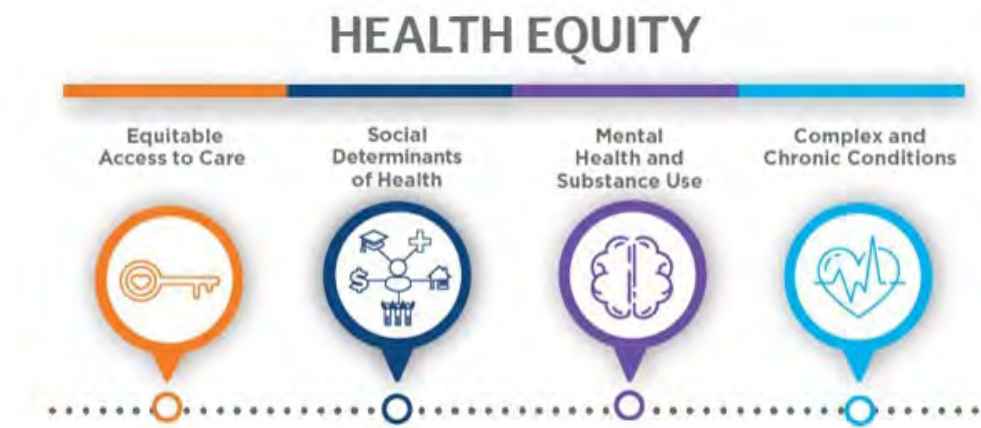 HEALTH EQUITY
Equitable
Access to Care
Social
Determinants
of Health
Mental
Health and
Substance Use
Complex and
Chronic Conditions
$